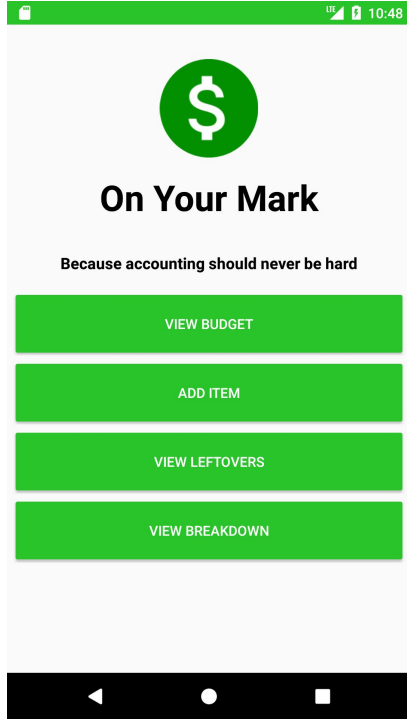 LTE 10:48
$
On Your Mark
Because accounting should never be hard
VIEW BUDGET
ADD ITEM
VIEW LEFTOVERS
VIEW BREAKDOWN